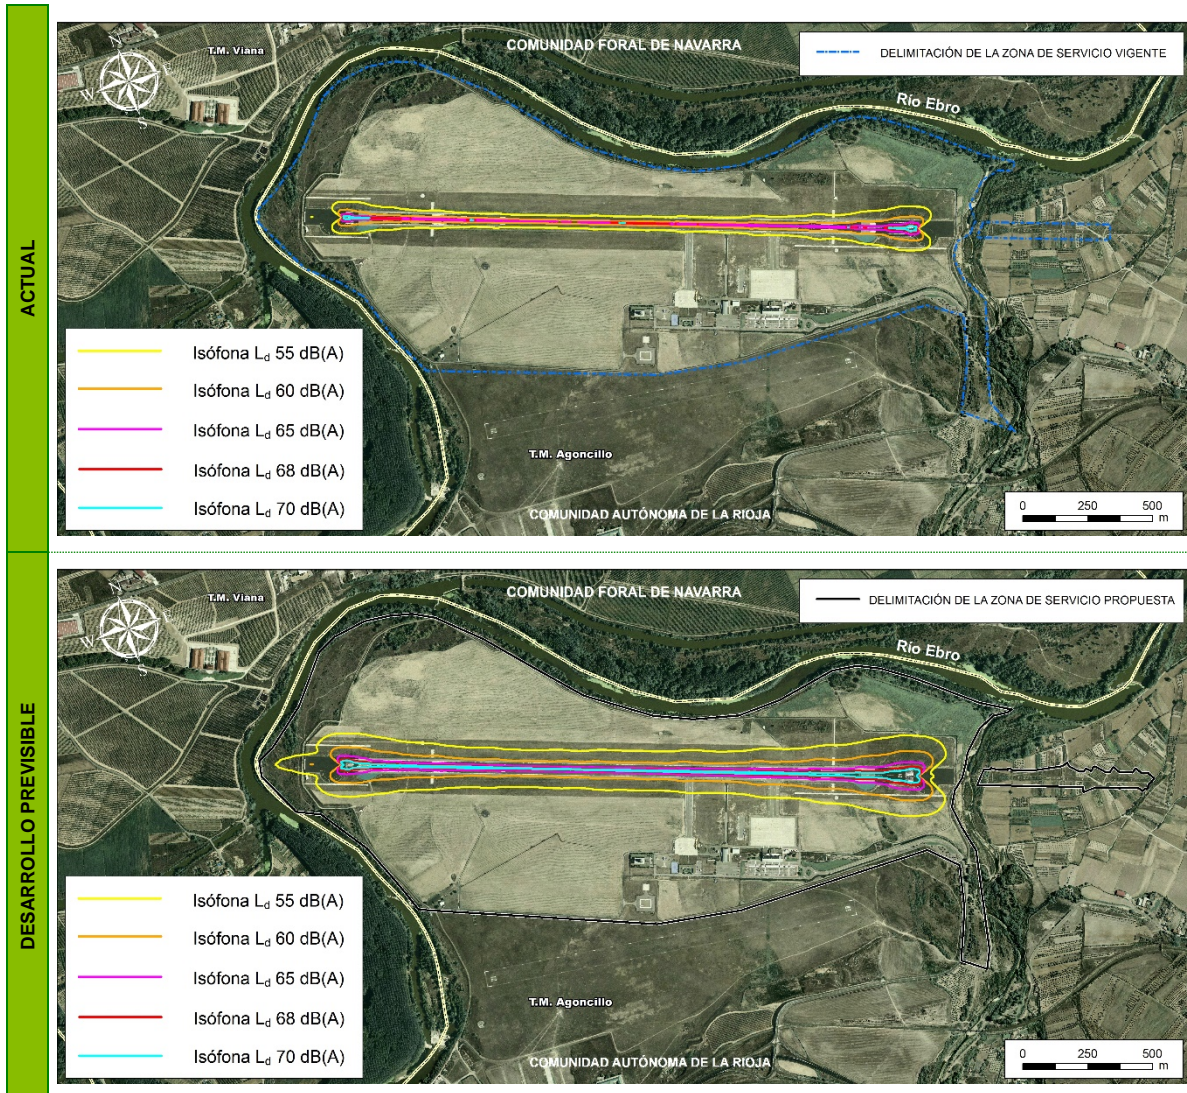 ACTUAL
T.M. Viana
COMUNIDAD FORAL DE NAVARRA
DELIMITACIÓN DE LA ZONA DE SERVICIO VIGENTE
N
E
W
S
Río Ebro
Isófona Ld 55 dB(A)
Isófona Ld 60 dB(A)
Isófona Ld 65 dB(A)
Isófona Ld 68 dB(A)
Isófona Ld 70 dB(A)
T.M. Agoncillo
COMUNIDAD AUTÓNOMA DE LA RIOJA
0 250 500
m
DESARROLLO PREVISIBLE
T.M. Viana
COMUNIDAD FORAL DE NAVARRA
DELIMITACIÓN DE LA ZONA DE SERVICIO PROPUESTA
N
E
W
S
Río Ebro
Isófona Ld 55 dB(A)
Isófona Ld 60 dB(A)
Isófona Ld 65 dB(A)
Isófona Ld 68 dB(A)
Isófona Ld 70 dB(A)
T.M. Agoncillo
COMUNIDAD AUTÓNOMA DE LA RIOJA
0 250 500
m